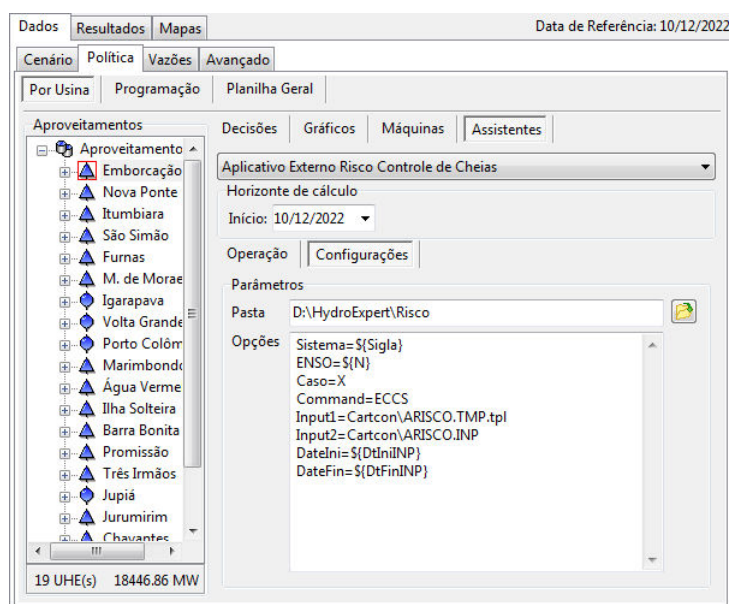 Dados Resultados Mapas Data de Referência: 10/12/2022
Cenário Política Vazões Avançado
Por Usina Programação Planilha Geral
Aproveitamentos
Aproveitamento
Emborcação
Nova Ponte
Itumbiara
São Simão
Furnas
M. de Morae
Igarapava
Volta Grande
Porto Colôm
Marimbondo
Água Verme
Ilha Solteira
Barra Bonita
Promissão
Três Irmãos
Jupiá
Jurumirim
Chavantes
19 UHE(s) 18446.86 MW
Decisões Gráficos Máquinas Assistentes
Aplicativo Externo Risco Controle de Cheias
Horizonte de cálculo
Início: 10/12/2022
Operação Configurações
Parâmetros
Pasta D:\HydroExpert\Risco
Opções
Sistema=${Sigla}
ENSO=${N}
Caso=X
Command=ECCS
Input1=Cartcon\ARISCO.TMP.tpl
Input2=Cartcon\ARISCO.INP
DateIni=${DtIniINP}
DateFin=${DtFinINP}